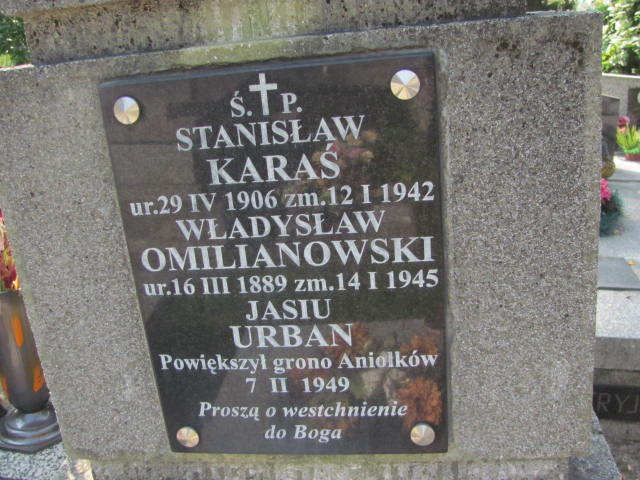 Ś. P.
STANISŁAW
KARAŚ
ur.29 IV 1906 zm.12 I 1942
WŁADYSŁAW
OMILIANOWSKI
ur.16 III 1889 zm.14 I 1945
JASIU
URBAN
Powiększył grono Aniolków
7 II 1949
Proszą o westchnienie
do Boga